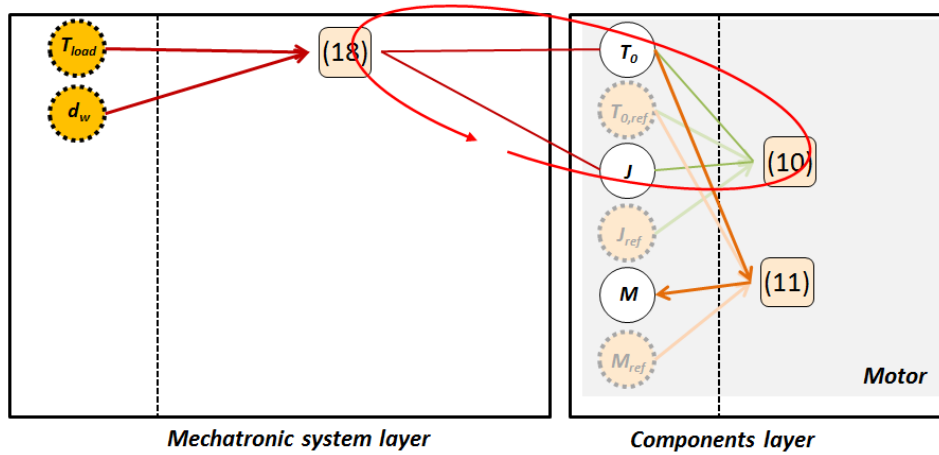 T_load
d_w
(18)
T_0
T_0,ref
J
J_ref
M
M_ref
(10)
(11)
Motor
Mechatronic system layer
Components layer